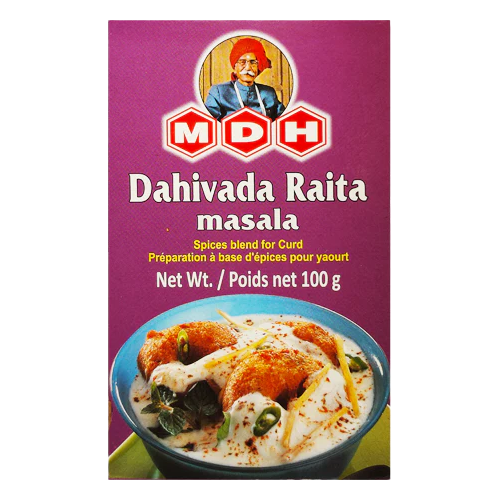 MDH
Dahivada Raita
masala
Spices blend for Curd
Préparation à base d'épices pour yaourt
Net Wt. / Poids net 100 g